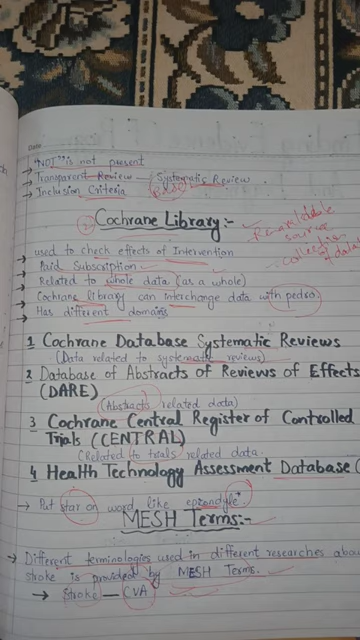 Date
→ "NOT" is not present
→ Transparent Review — Systematic Review
→ Inclusion Criteria
② Cochrane Library:-
source
→ used to check effects of Intervention
→ Paid Subscription.
→ Related to whole data (as a whole)
→ Cochrane library can interchange data with pedro.
→ Has different domains
1 Cochrane Database Systematic Reviews
(Data related to systematic reviews)
2 Database of Abstracts of Reviews of Effects
(DARE)
(Abstracts related data)
3 Cochrane Central Register of Controlled
Trials (CENTRAL)
(Related to trials related data.
4 Health Technology Assessment Database (
→ Put star on word like epicondyle*
MESH Terms:-
→ Different terminologies used in different researches abou
stroke is provided by MESH Terms.
→ stroke — CVA